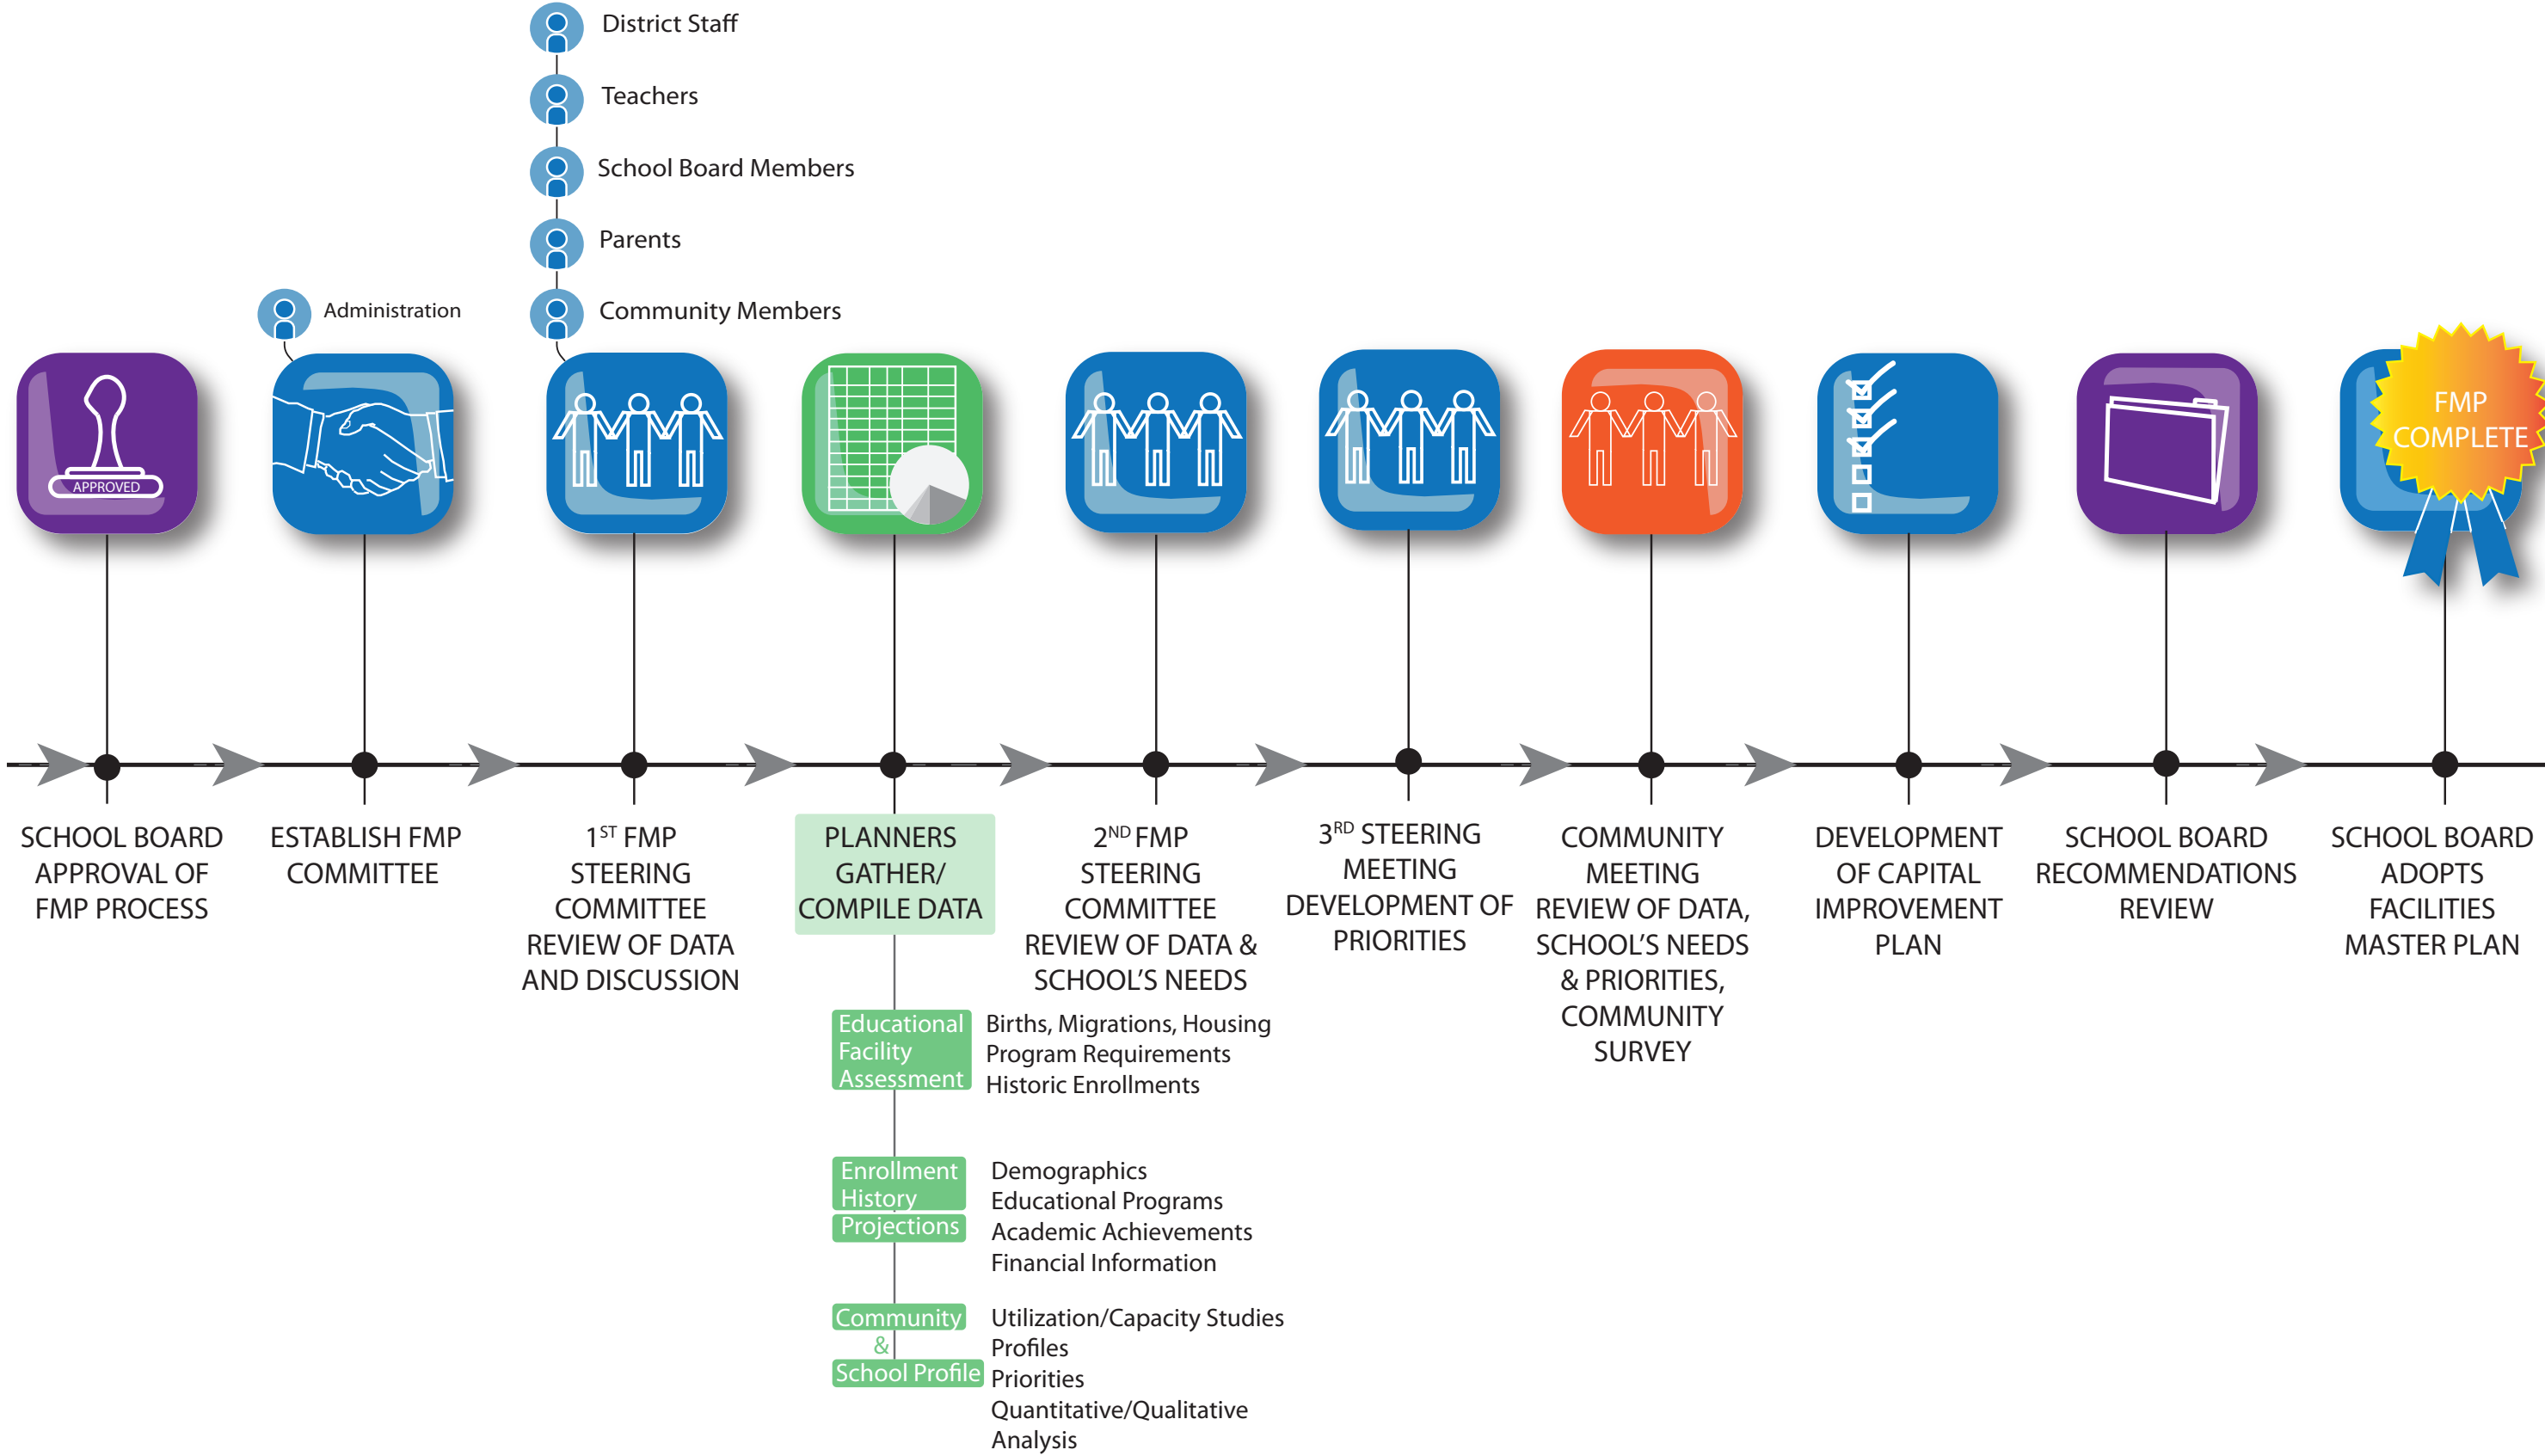 District Staff
Teachers
School Board Members
Parents
Administration
Community Members
APPROVED
FMP
COMPLETE
SCHOOL BOARD
APPROVAL OF
FMP PROCESS
ESTABLISH FMP
COMMITTEE
1ST FMP
STEERING
COMMITTEE
REVIEW OF DATA
AND DISCUSSION
PLANNERS
GATHER/
COMPILE DATA
2ND FMP
STEERING
COMMITTEE
REVIEW OF DATA &
SCHOOL'S NEEDS
3RD STEERING
MEETING
DEVELOPMENT OF
PRIORITIES
COMMUNITY
MEETING
REVIEW OF DATA,
SCHOOL'S NEEDS
& PRIORITIES,
COMMUNITY
SURVEY
DEVELOPMENT
OF CAPITAL
IMPROVEMENT
PLAN
SCHOOL BOARD
RECOMMENDATIONS
REVIEW
SCHOOL BOARD
ADOPTS
FACILITIES
MASTER PLAN
Educational
Facility
Assessment
Births, Migrations, Housing
Program Requirements
Historic Enrollments
Enrollment
History
Projections
Demographics
Educational Programs
Academic Achievements
Financial Information
Community
&
School Profile
Utilization/Capacity Studies
Profiles
Priorities
Quantitative/Qualitative
Analysis